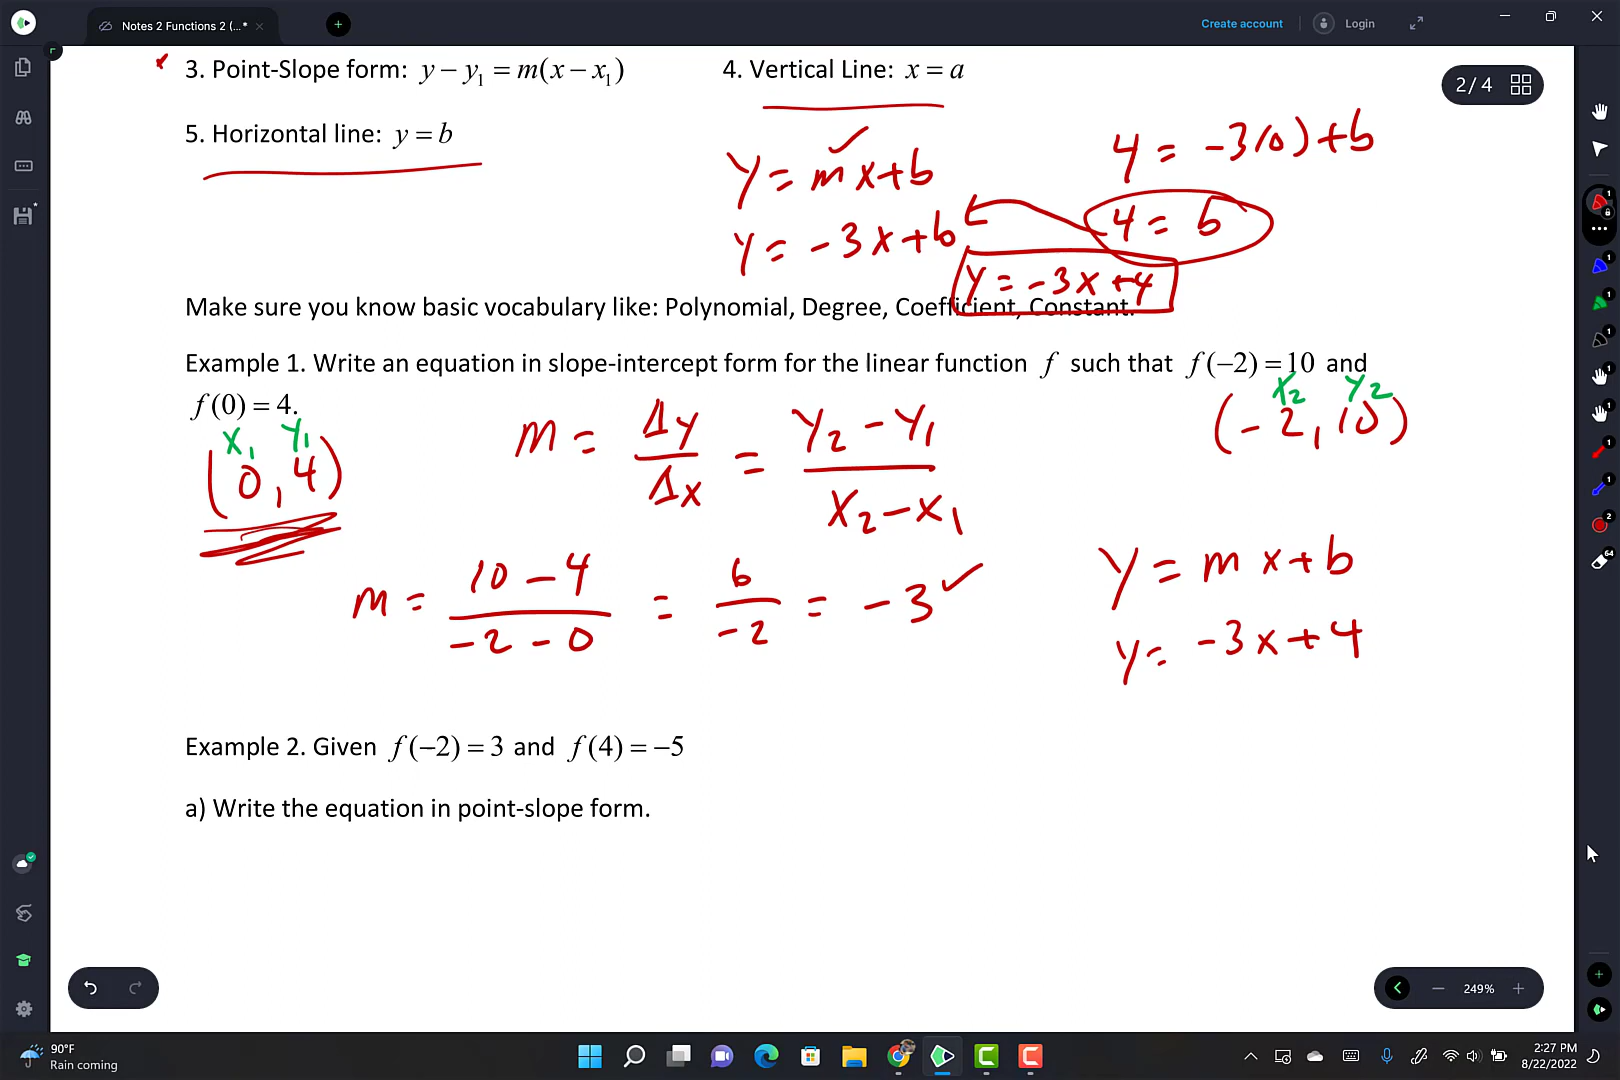 Notes 2 Functions 2 (...*
Create account
Login
3. Point-Slope form: y − y₁ = m(x − x₁)
4. Vertical Line: x = a
2 / 4
5. Horizontal line: y = b
y = mx+b
4 = -3(0)+b
y = -3x+b
4 = b
y = -3x+4
Make sure you know basic vocabulary like: Polynomial, Degree, Coefficient, Constant.
Example 1. Write an equation in slope-intercept form for the linear function f such that f(−2) = 10 and
f(0) = 4.
x₂ y₂
(-2, 10)
x₁ y₁
(0, 4)
m = Δy/Δx = (y₂ - y₁)/(x₂ - x₁)
m = (10 - 4)/(-2 - 0) = 6/-2 = -3
y = mx+b
y = -3x+4
Example 2. Given f(−2) = 3 and f(4) = −5
a) Write the equation in point-slope form.
249%
90°F
Rain coming
2:27 PM
8/22/2022